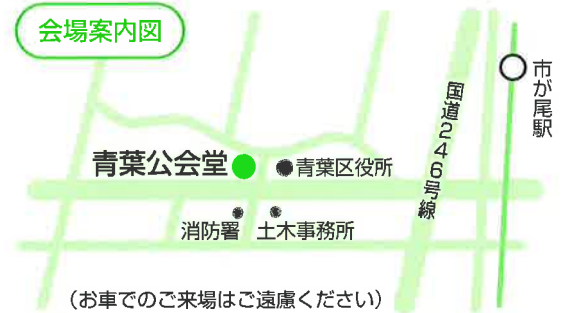 会場案内図
市が尾駅
国道246号線
青葉公会堂
青葉区役所
消防署
土木事務所
（お車でのご来場はご遠慮ください）